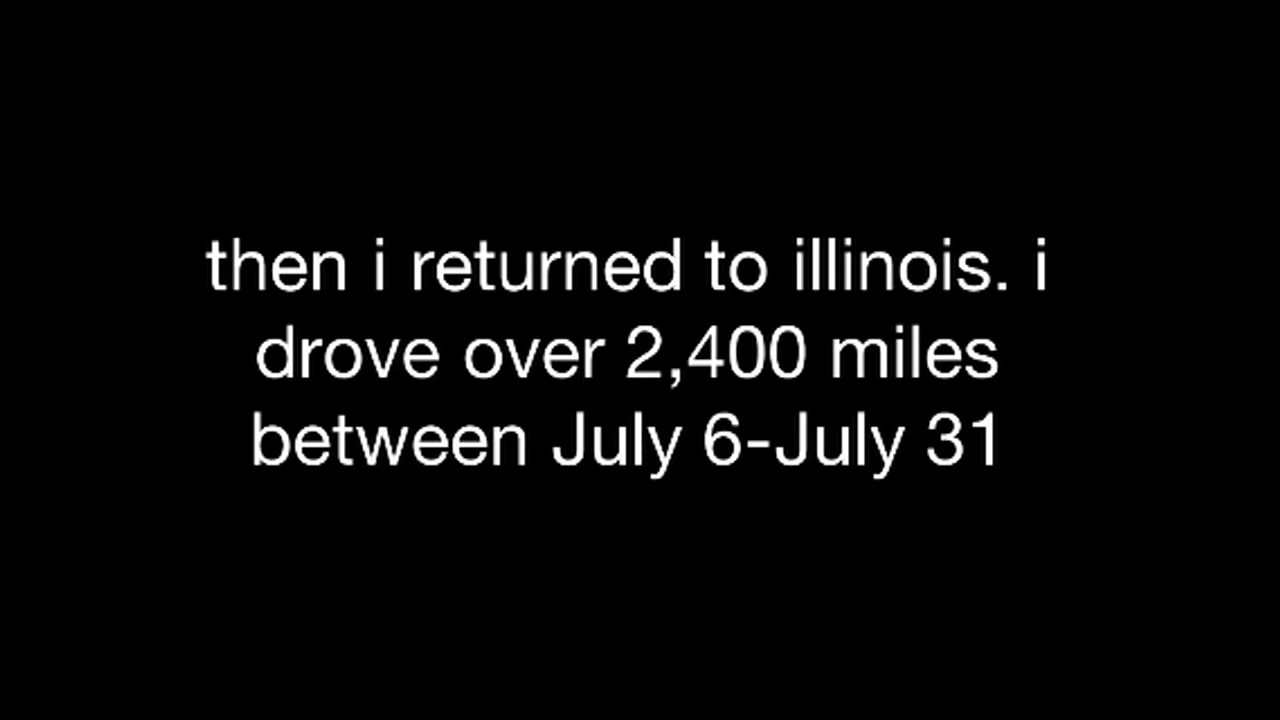 then i returned to illinois. i
drove over 2,400 miles
between July 6-July 31